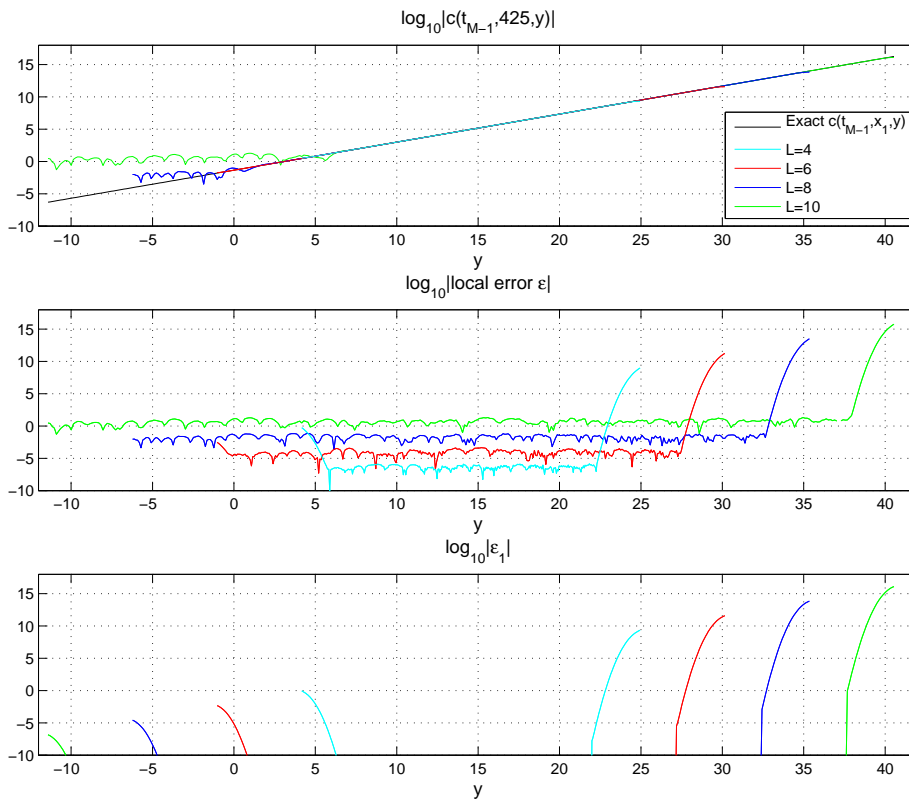 log₁₀|c(t_{M−1},425,y)|
15
10
5
0
−5
−10
Exact c(t_{M−1},x₁,y)
L=4
L=6
L=8
L=10
−10 −5 0 5 10 15 20 25 30 35 40
y
log₁₀|local error ε|
15
10
5
0
−5
−10
−10 −5 0 5 10 15 20 25 30 35 40
y
log₁₀|ε₁|
15
10
5
0
−5
−10
−10 −5 0 5 10 15 20 25 30 35 40
y